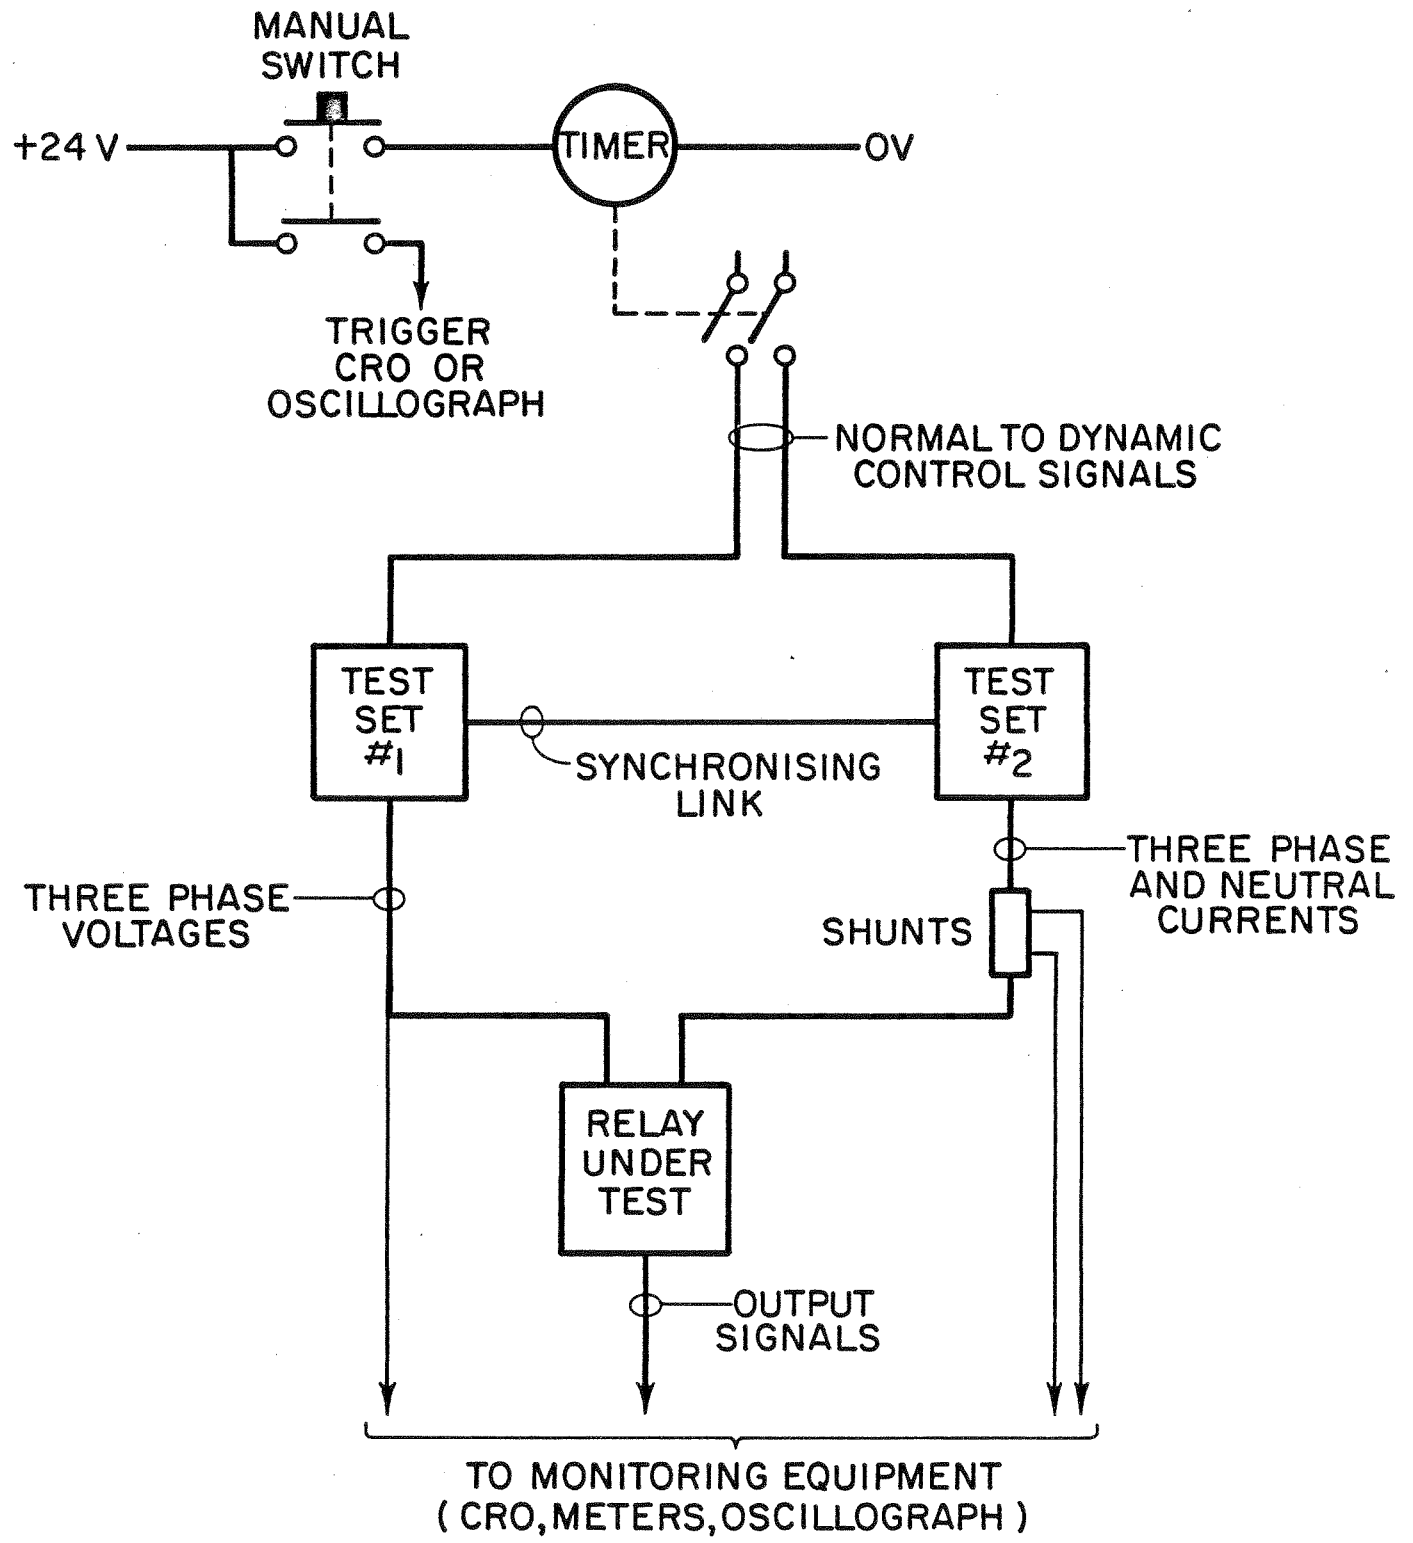 MANUAL
SWITCH
+24 V
TIMER
OV
TRIGGER
CRO OR
OSCILLOGRAPH
NORMAL TO DYNAMIC
CONTROL SIGNALS
TEST
SET
#1
TEST
SET
#2
SYNCHRONISING
LINK
THREE PHASE
VOLTAGES
THREE PHASE
AND NEUTRAL
CURRENTS
SHUNTS
RELAY
UNDER
TEST
OUTPUT
SIGNALS
TO MONITORING EQUIPMENT
( CRO, METERS, OSCILLOGRAPH )